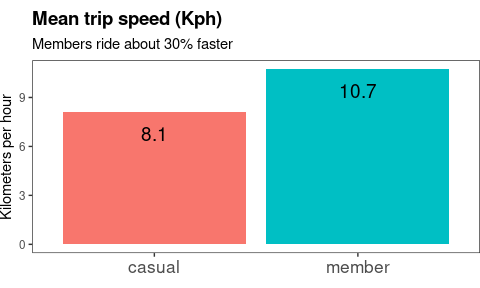 Mean trip speed (Kph)
Members ride about 30% faster
Kilometers per hour
9
6
3
0
8.1
10.7
casual
member